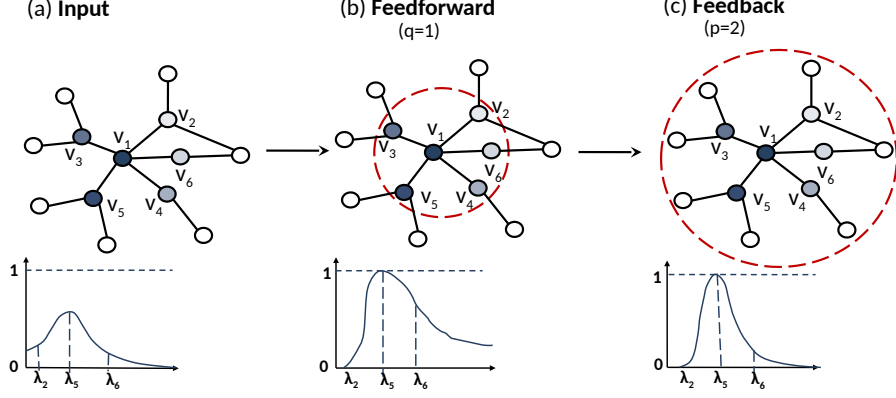 (a) Input
(b) Feedforward
(q=1)
(c) Feedback
(p=2)
v1
v2
v3
v4
v5
v6
v1
v2
v3
v4
v5
v6
v1
v2
v3
v4
v5
v6
1
0
λ2 λ5 λ6
1
0
λ2 λ5 λ6
1
0
λ2 λ5 λ6